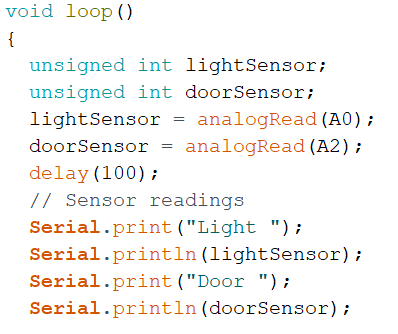 void loop()
{
  unsigned int lightSensor;
  unsigned int doorSensor;
  lightSensor = analogRead(A0);
  doorSensor = analogRead(A2);
  delay(100);
  // Sensor readings
  Serial.print("Light ");
  Serial.println(lightSensor);
  Serial.print("Door ");
  Serial.println(doorSensor);